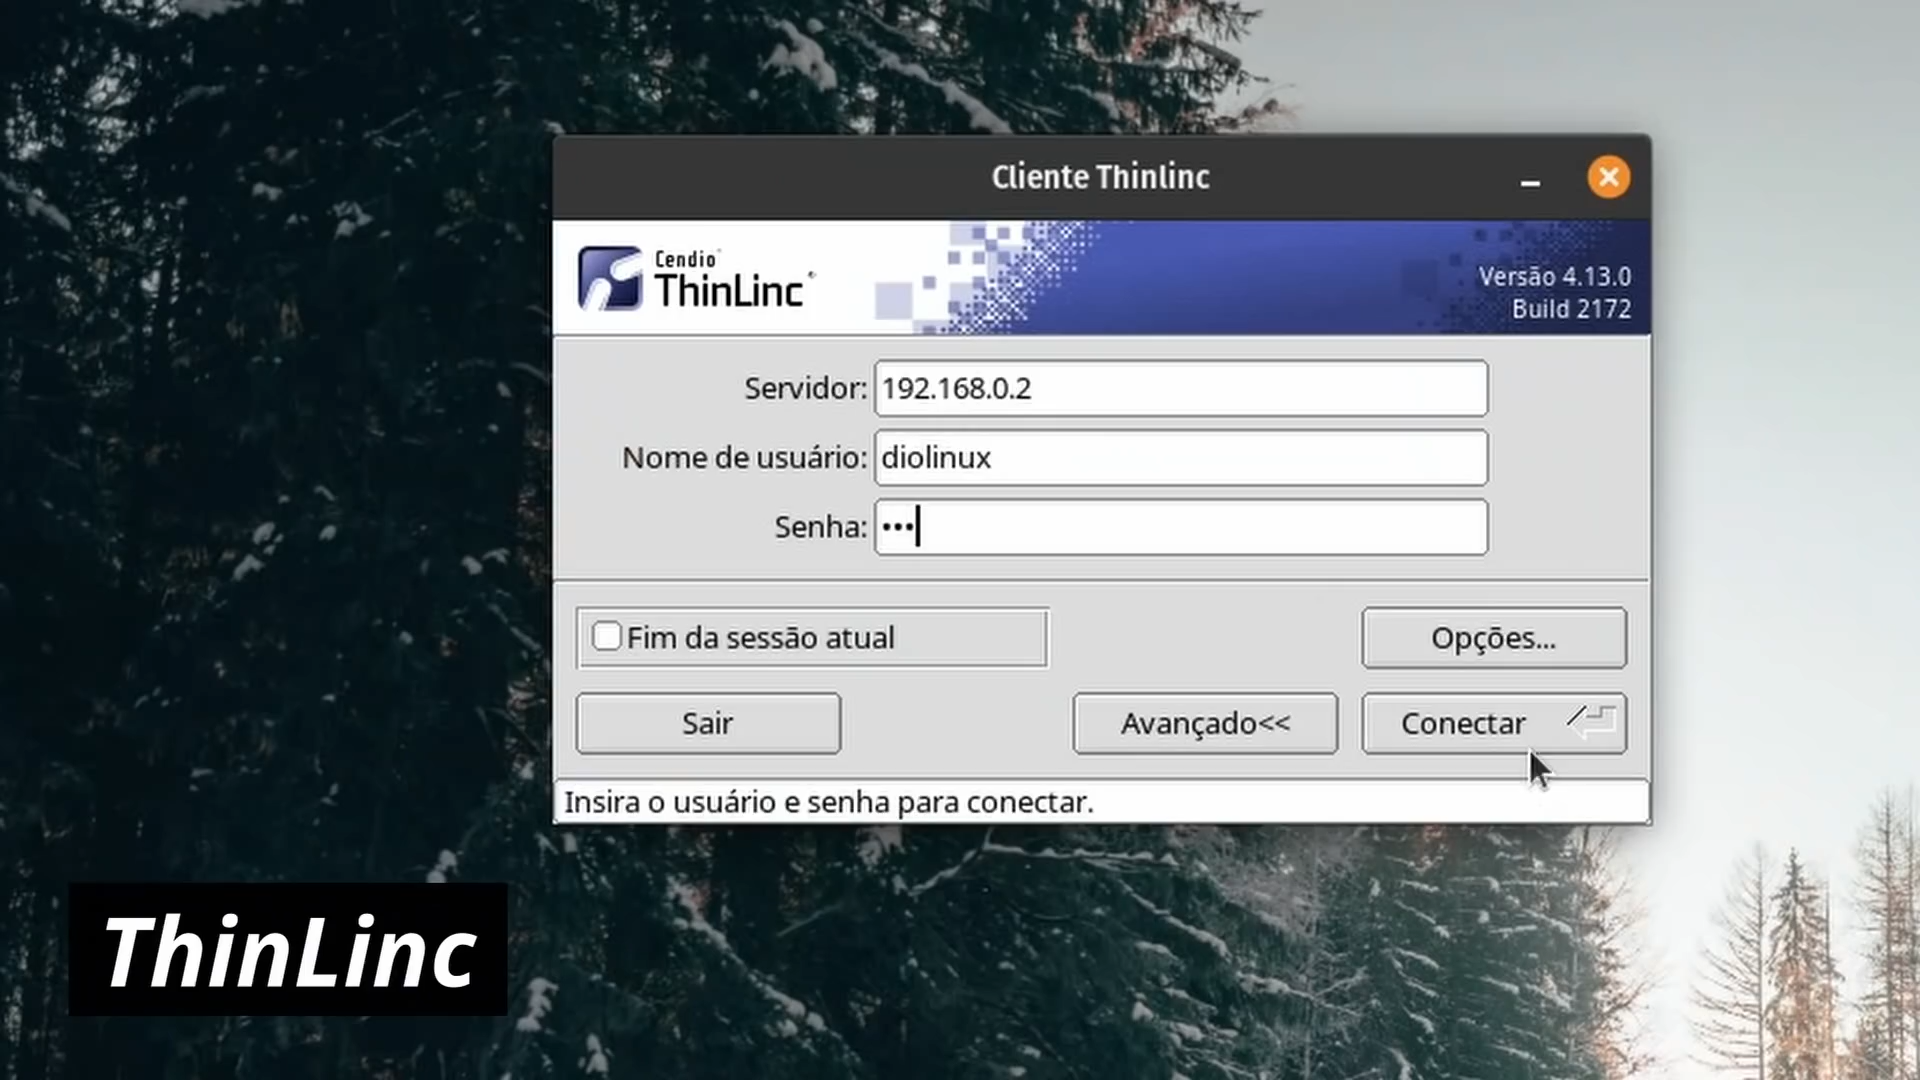 Cliente Thinlinc
Cendio
ThinLinc
Versão 4.13.0
Build 2172
Servidor: 192.168.0.2
Nome de usuário: diolinux
Senha: •••
Fim da sessão atual
Opções...
Sair
Avançado<<
Conectar
Insira o usuário e senha para conectar.
ThinLinc